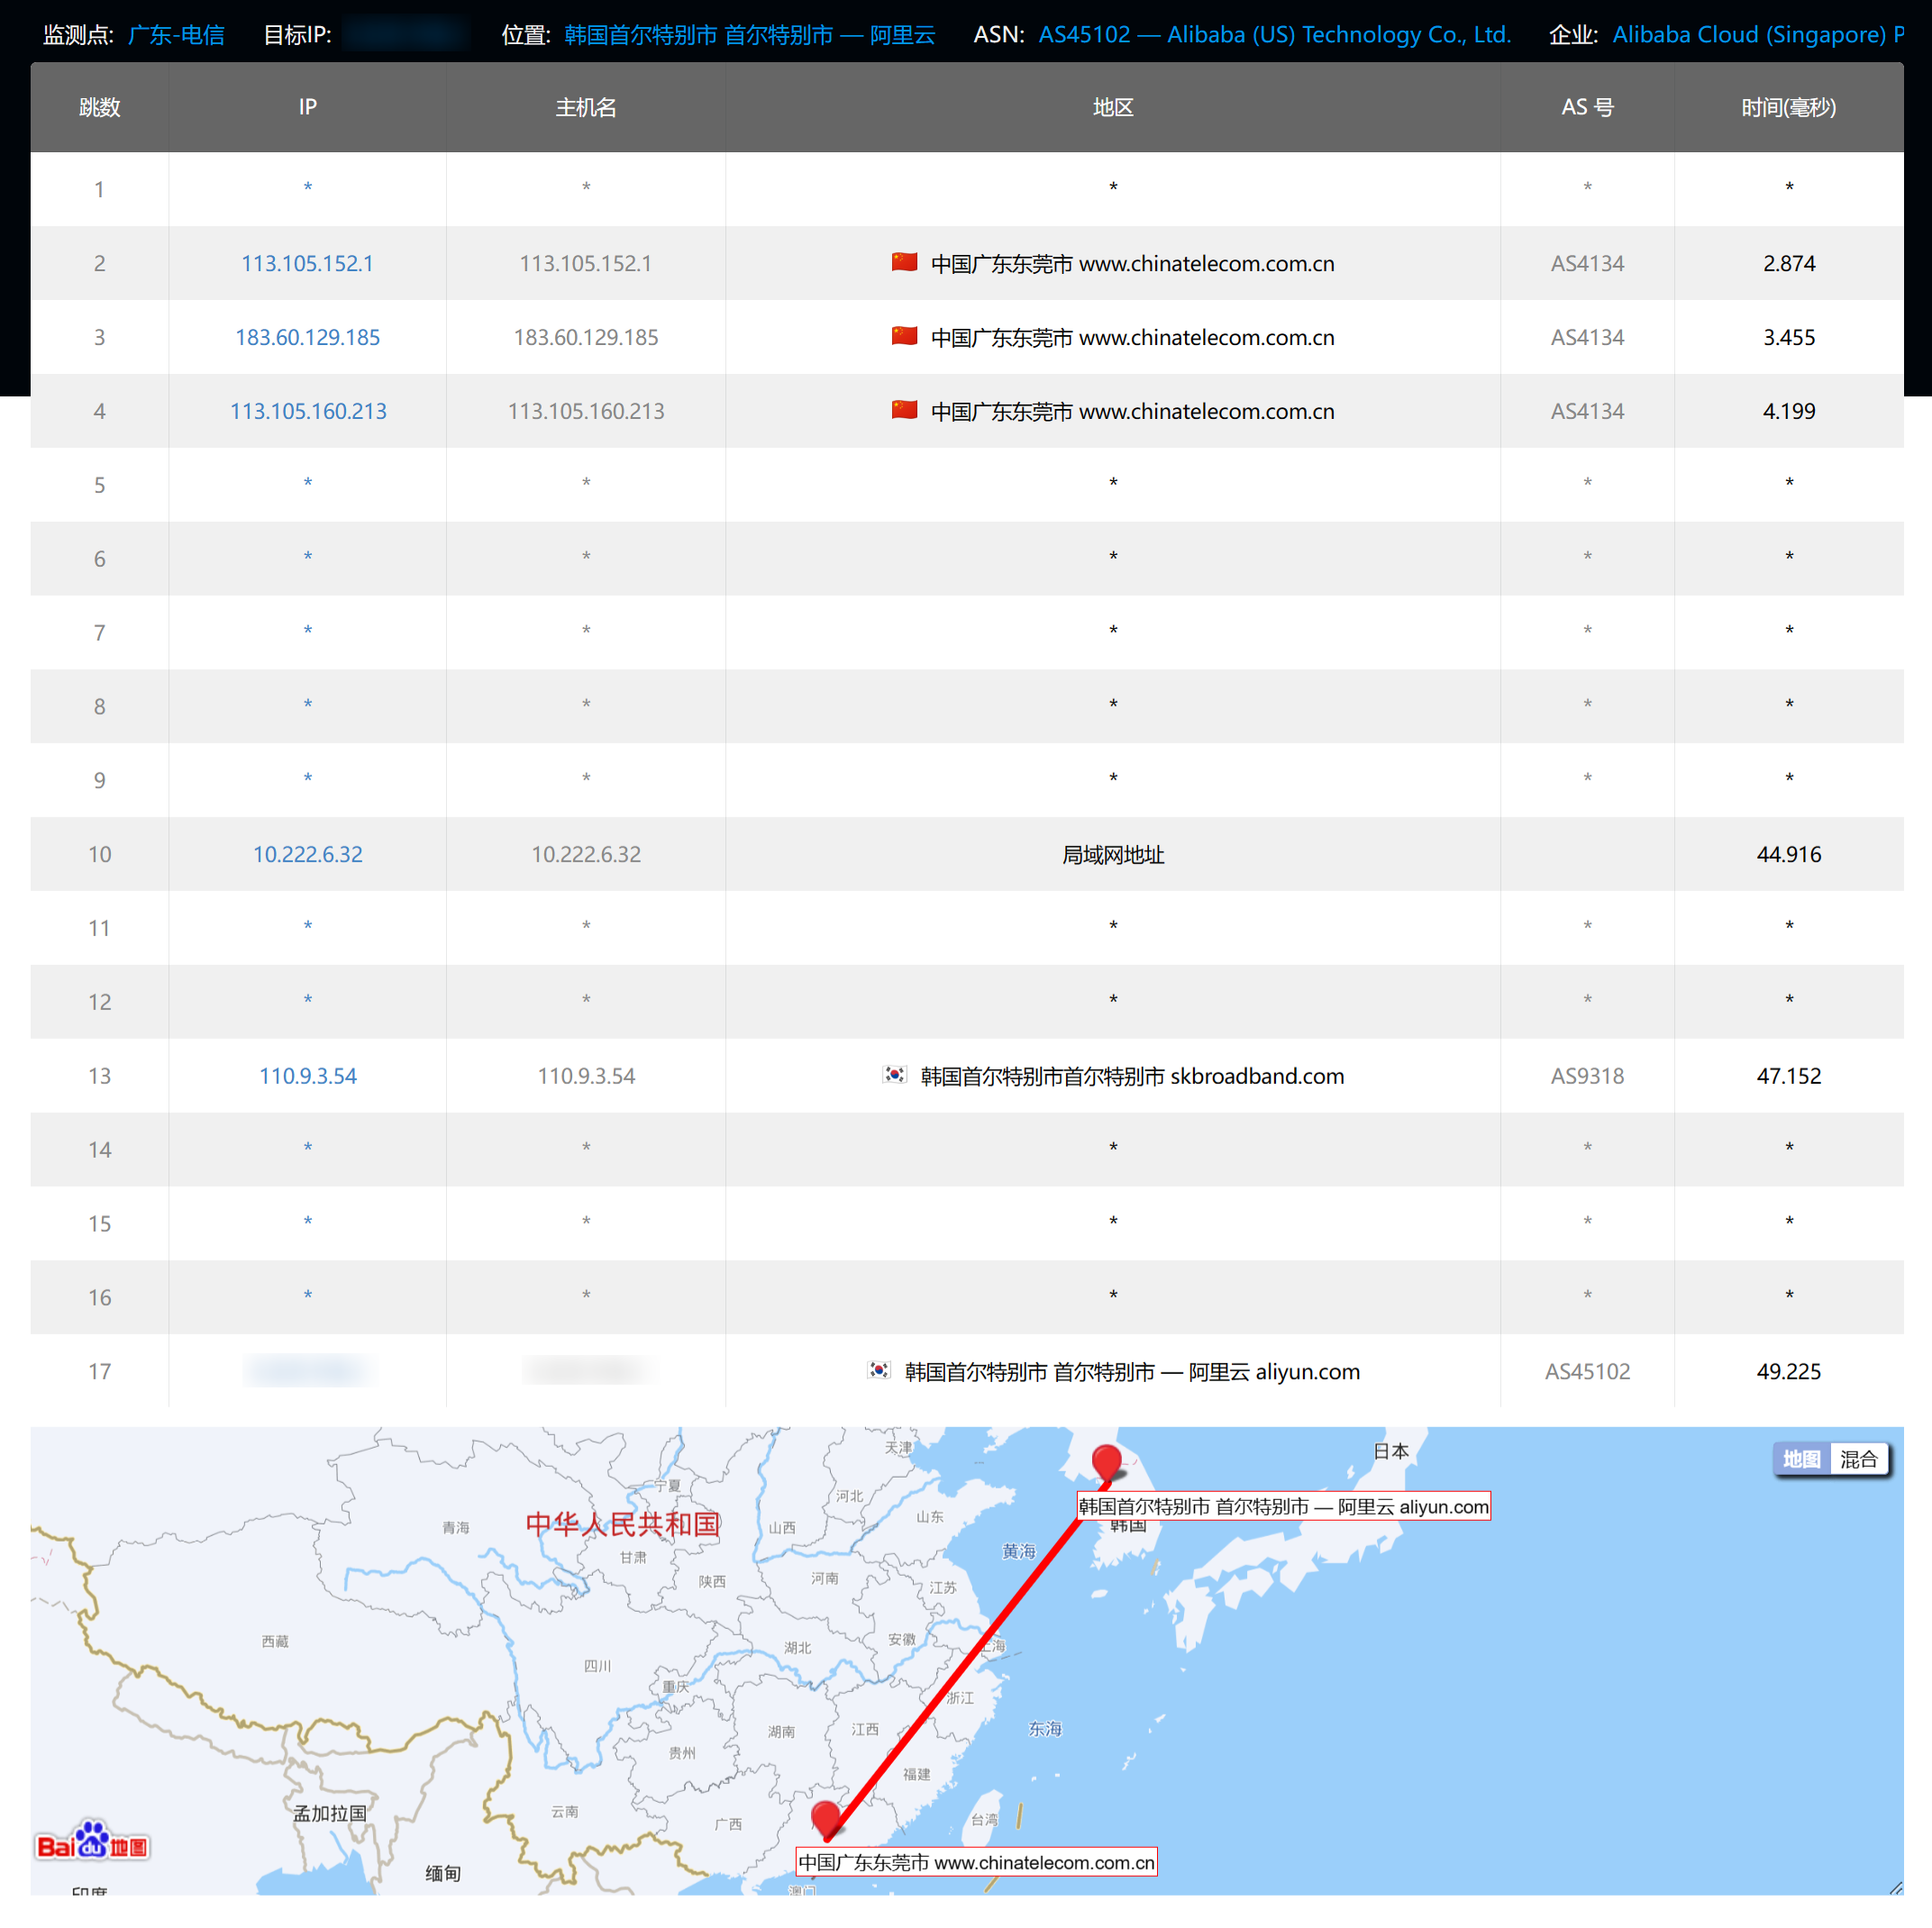 监测点: 广东-电信 目标IP: 位置: 韩国首尔特别市 首尔特别市 — 阿里云 ASN: AS45102 — Alibaba (US) Technology Co., Ltd. 企业: Alibaba Cloud (Singapore) P
跳数 IP 主机名 地区 AS 号 时间(毫秒)
1 * * * * *
2 113.105.152.1 113.105.152.1 中国广东东莞市 www.chinatelecom.com.cn AS4134 2.874
3 183.60.129.185 183.60.129.185 中国广东东莞市 www.chinatelecom.com.cn AS4134 3.455
4 113.105.160.213 113.105.160.213 中国广东东莞市 www.chinatelecom.com.cn AS4134 4.199
5 * * * * *
6 * * * * *
7 * * * * *
8 * * * * *
9 * * * * *
10 10.222.6.32 10.222.6.32 局域网地址 44.916
11 * * * * *
12 * * * * *
13 110.9.3.54 110.9.3.54 韩国首尔特别市首尔特别市 skbroadband.com AS9318 47.152
14 * * * * *
15 * * * * *
16 * * * * *
17 韩国首尔特别市 首尔特别市 — 阿里云 aliyun.com AS45102 49.225
天津
日本
地图 混合
宁夏
河北
韩国首尔特别市 首尔特别市 — 阿里云 aliyun.com
中华人民共和国
青海
山西
山东
韩国
甘肃
黄海
陕西
河南
江苏
西藏
湖北
安徽
上海
四川
重庆
浙江
湖南
江西
东海
贵州
福建
云南
孟加拉国
广西
台湾
Bai du 地图
中国广东东莞市 www.chinatelecom.com.cn
缅甸
澳门
印度